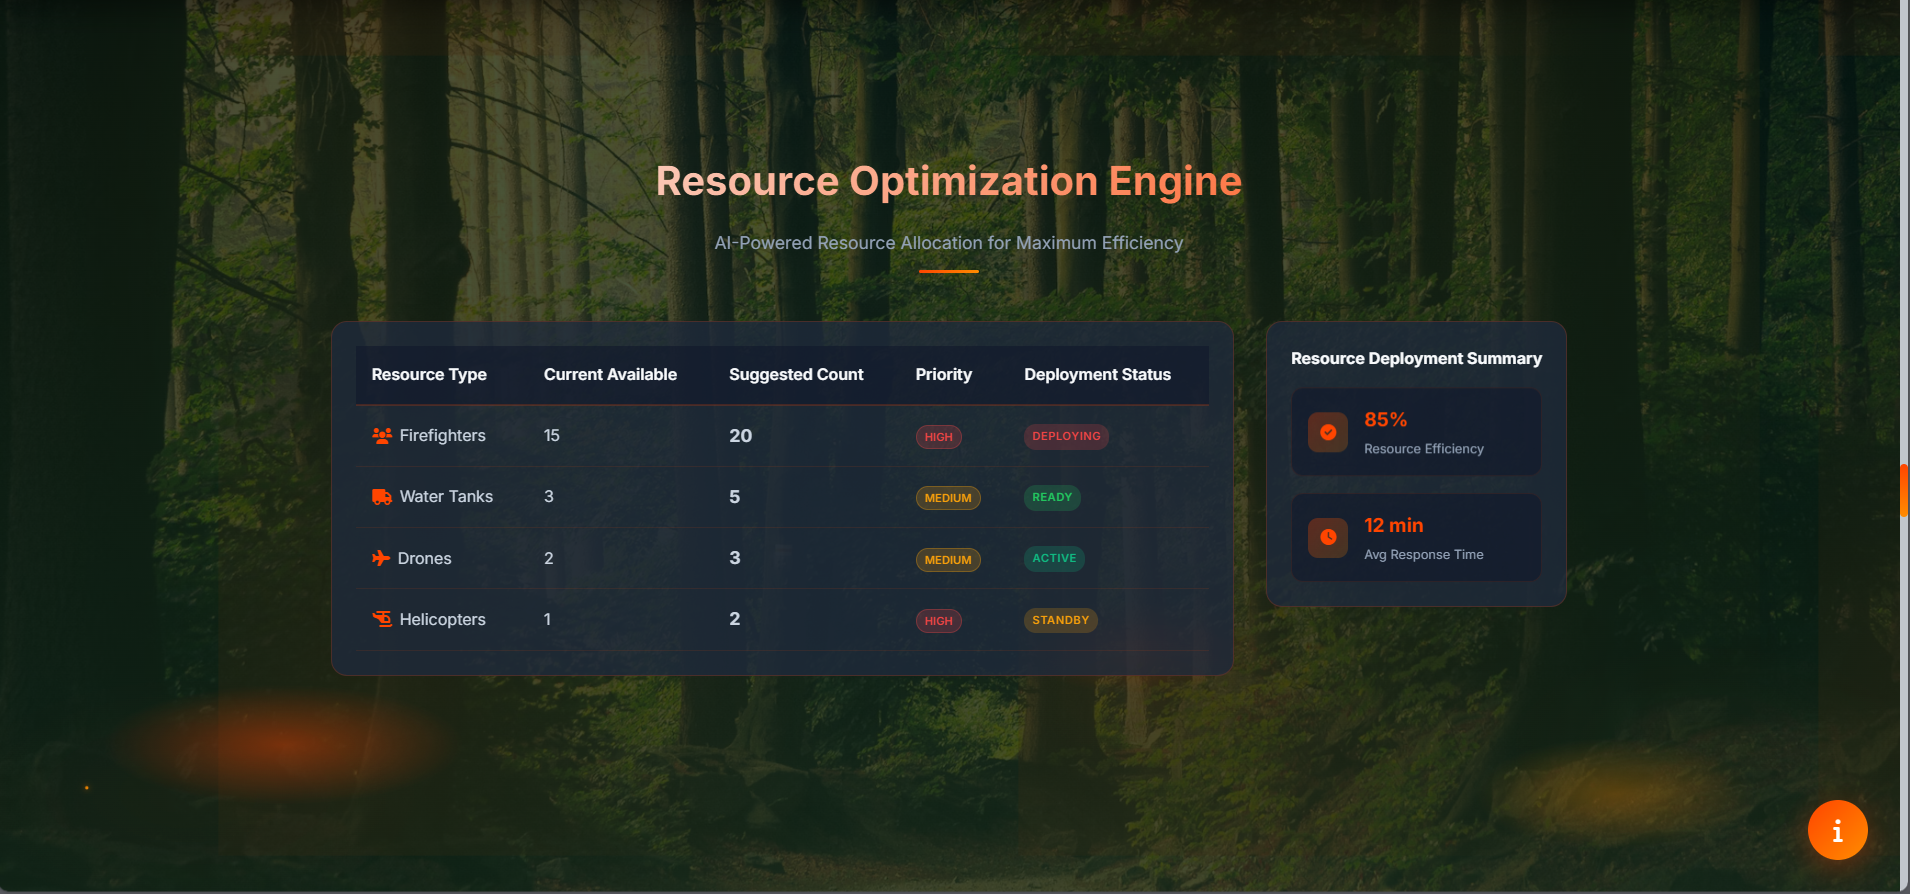 Resource Optimization Engine
AI-Powered Resource Allocation for Maximum Efficiency
Resource Type Current Available Suggested Count Priority Deployment Status
Firefighters 15 20 HIGH DEPLOYING
Water Tanks 3 5 MEDIUM READY
Drones 2 3 MEDIUM ACTIVE
Helicopters 1 2 HIGH STANDBY
Resource Deployment Summary
85%
Resource Efficiency
12 min
Avg Response Time
i